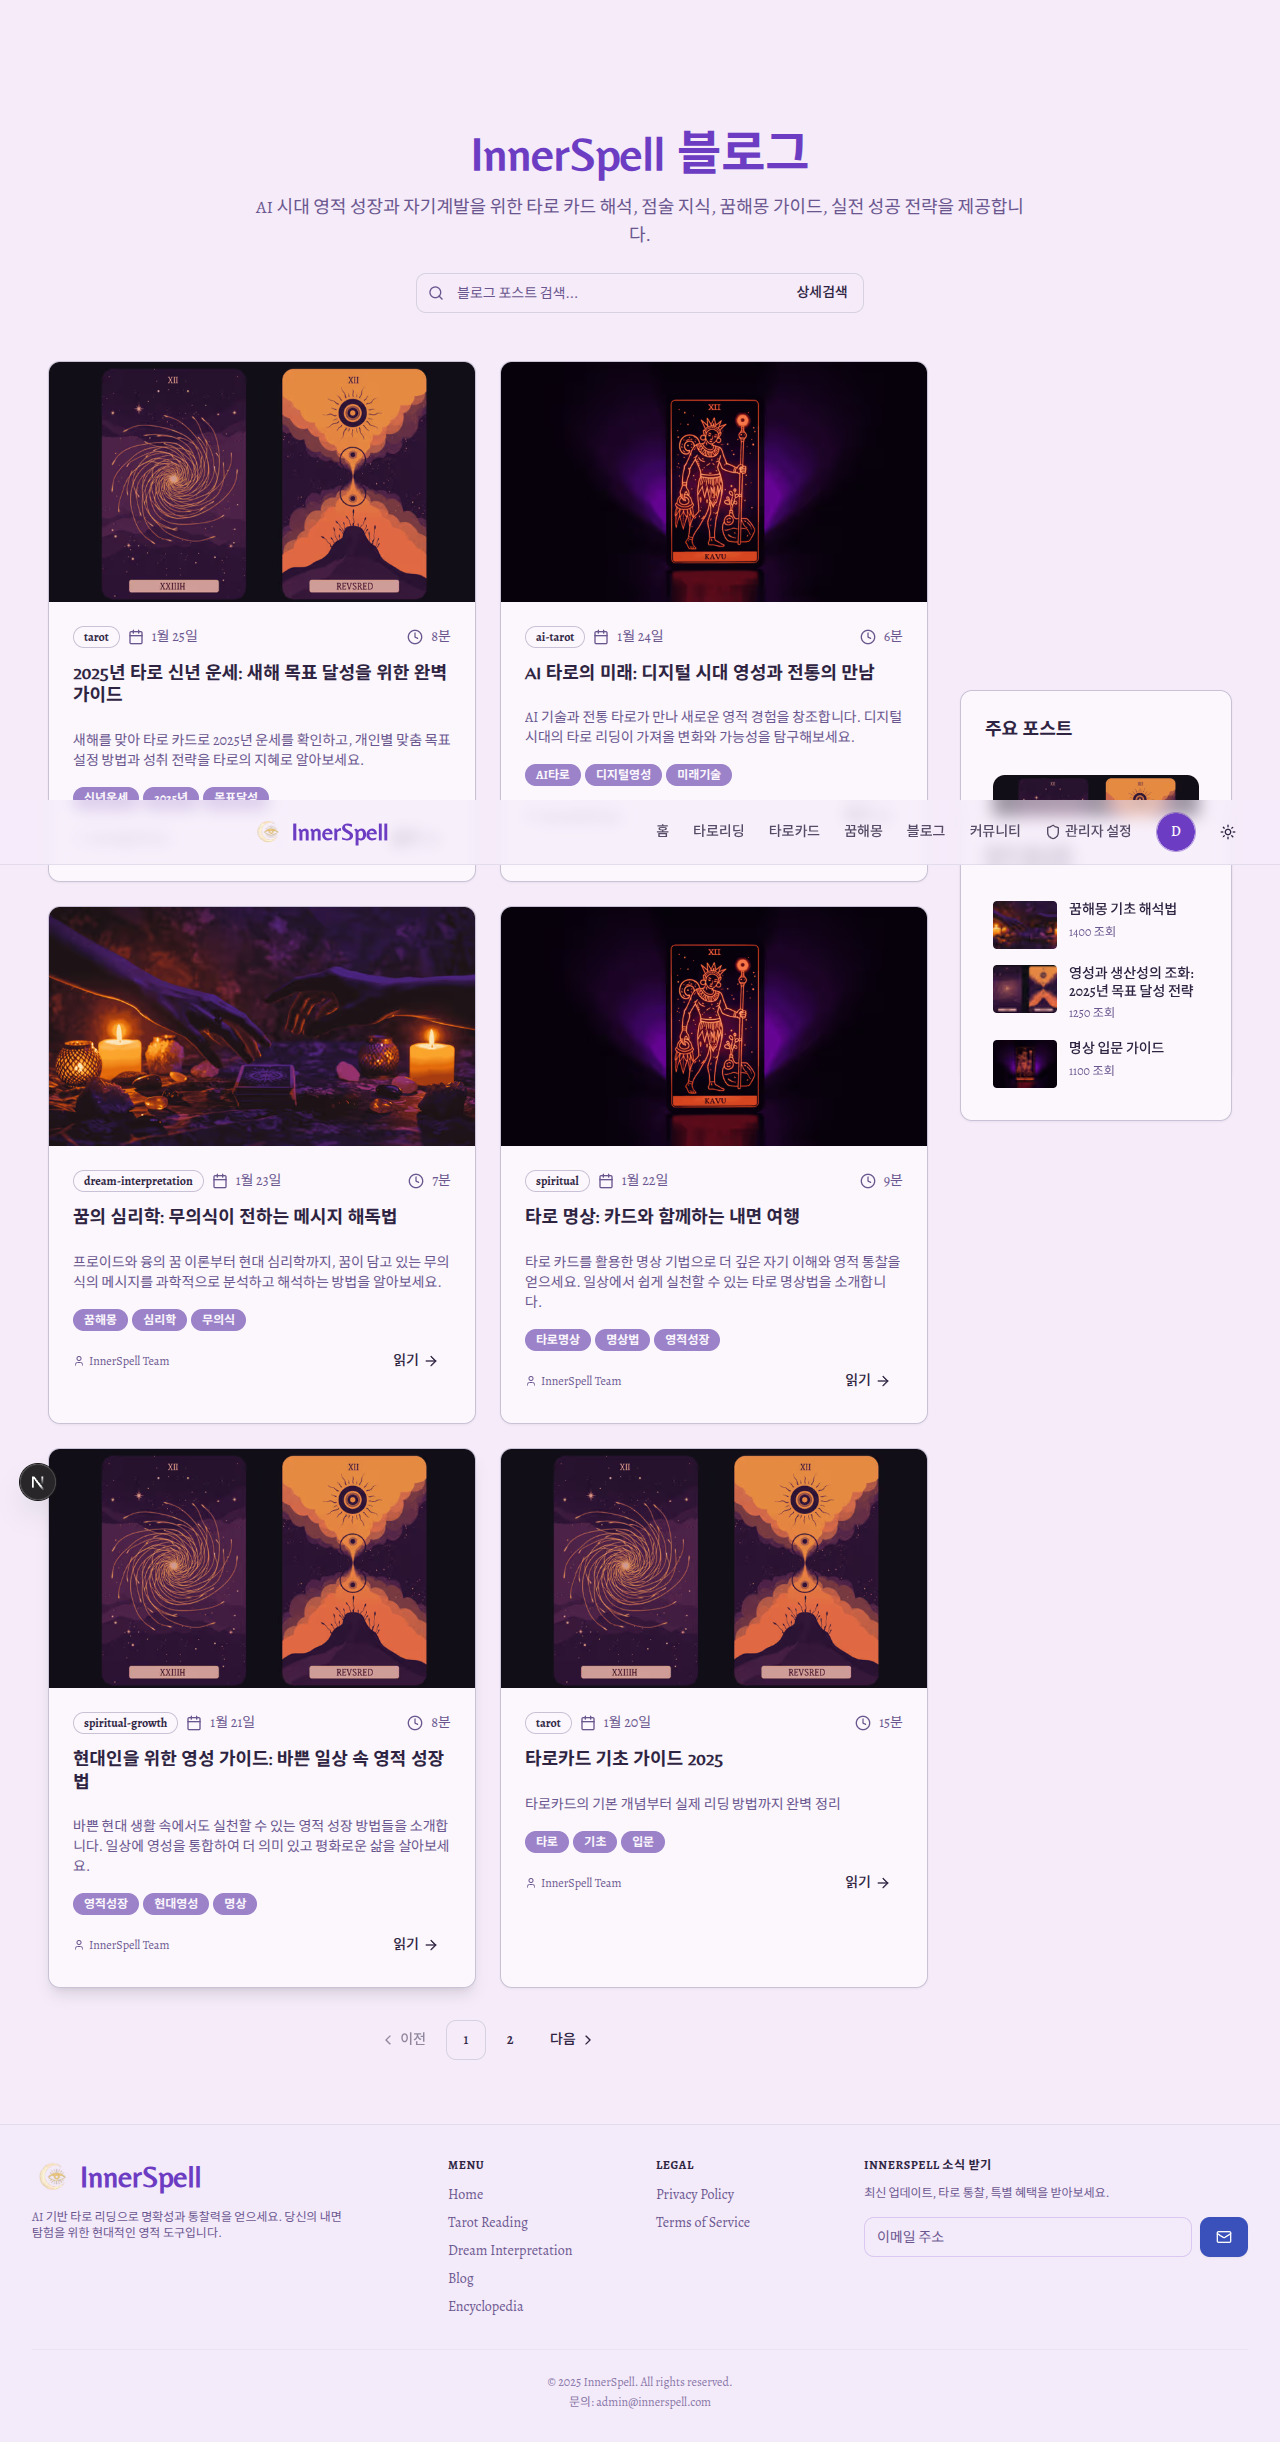 InnerSpell 블로그
AI 시대 영적 성장과 자기계발을 위한 타로 카드 해석, 점술 지식, 꿈해몽 가이드, 실전 성공 전략을 제공합니
다.
블로그 포스트 검색...
상세검색
XII
XII
XXIIIH
REVSRED
tarot
1월 25일
8분
2025년 타로 신년 운세: 새해 목표 달성을 위한 완벽
가이드
새해를 맞아 타로 카드로 2025년 운세를 확인하고, 개인별 맞춤 목표
설정 방법과 성취 전략을 타로의 지혜로 알아보세요.
신년운세
2025년
목표달성
XII
KAVU
ai-tarot
1월 24일
6분
AI 타로의 미래: 디지털 시대 영성과 전통의 만남
AI 기술과 전통 타로가 만나 새로운 영적 경험을 창조합니다. 디지털
시대의 타로 리딩이 가져올 변화와 가능성을 탐구해보세요.
AI타로
디지털영성
미래기술
주요 포스트
InnerSpell
홈
타로리딩
타로카드
꿈해몽
블로그
커뮤니티
관리자 설정
D
꿈해몽 기초 해석법
1400 조회
영성과 생산성의 조화:
2025년 목표 달성 전략
1250 조회
명상 입문 가이드
1100 조회
dream-interpretation
1월 23일
7분
꿈의 심리학: 무의식이 전하는 메시지 해독법
프로이드와 융의 꿈 이론부터 현대 심리학까지, 꿈이 담고 있는 무의
식의 메시지를 과학적으로 분석하고 해석하는 방법을 알아보세요.
꿈해몽
심리학
무의식
InnerSpell Team
읽기
XII
KAVU
spiritual
1월 22일
9분
타로 명상: 카드와 함께하는 내면 여행
타로 카드를 활용한 명상 기법으로 더 깊은 자기 이해와 영적 통찰을
얻으세요. 일상에서 쉽게 실천할 수 있는 타로 명상법을 소개합니
다.
타로명상
명상법
영적성장
InnerSpell Team
읽기
N
XII
XII
XXIIIH
REVSRED
spiritual-growth
1월 21일
8분
현대인을 위한 영성 가이드: 바쁜 일상 속 영적 성장
법
바쁜 현대 생활 속에서도 실천할 수 있는 영적 성장 방법들을 소개합
니다. 일상에 영성을 통합하여 더 의미 있고 평화로운 삶을 살아보세
요.
영적성장
현대영성
명상
InnerSpell Team
읽기
XII
XII
XXIIIH
REVSRED
tarot
1월 20일
15분
타로카드 기초 가이드 2025
타로카드의 기본 개념부터 실제 리딩 방법까지 완벽 정리
타로
기초
입문
InnerSpell Team
읽기
이전
1
2
다음
InnerSpell
AI 기반 타로 리딩으로 명확성과 통찰력을 얻으세요. 당신의 내면
탐험을 위한 현대적인 영적 도구입니다.
MENU
Home
Tarot Reading
Dream Interpretation
Blog
Encyclopedia
LEGAL
Privacy Policy
Terms of Service
INNERSPELL 소식 받기
최신 업데이트, 타로 통찰, 특별 혜택을 받아보세요.
이메일 주소
© 2025 InnerSpell. All rights reserved.
문의: admin@innerspell.com